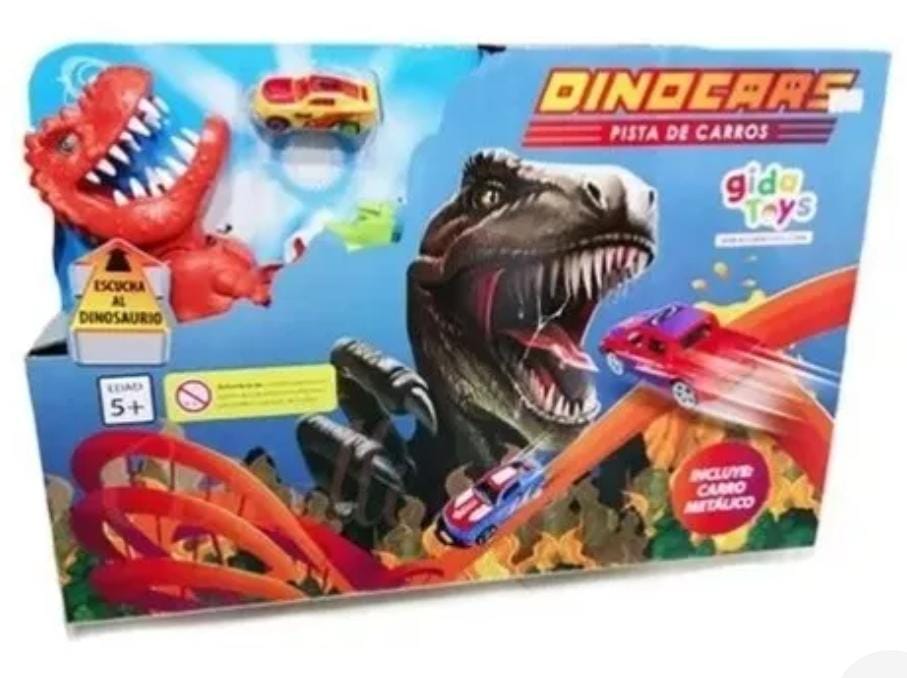 DINOCARS
PISTA DE CARROS
gida
Toys
ESCUCHA
AL
DINOSAURIO
EDAD
5+
INCLUYE:
CARRO
METÁLICO